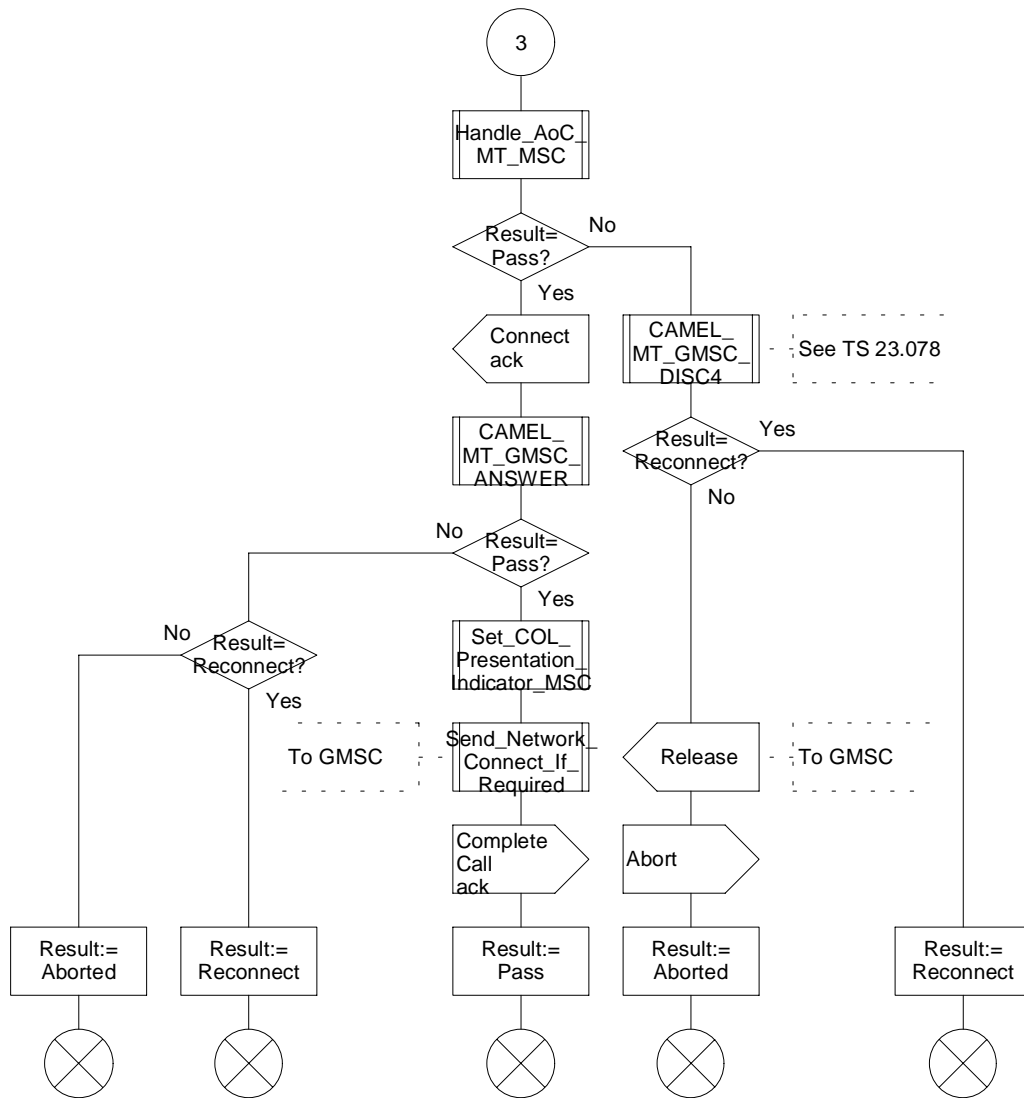 3
Handle_AoC_
MT_MSC
No
Result=
Pass?
Yes
Connect
ack
CAMEL_
MT_GMSC_
DISC4
See TS 23.078
CAMEL_
MT_GMSC_
ANSWER
Result=
Reconnect?
Yes
No
No
Result=
Pass?
Yes
No
Result=
Reconnect?
Yes
Set_COL_
Presentation_
Indicator_MSC
To GMSC
Send_Network_
Connect_If_
Required
Release
To GMSC
Complete
Call
ack
Abort
Result:=
Aborted
Result:=
Reconnect
Result:=
Pass
Result:=
Aborted
Result:=
Reconnect